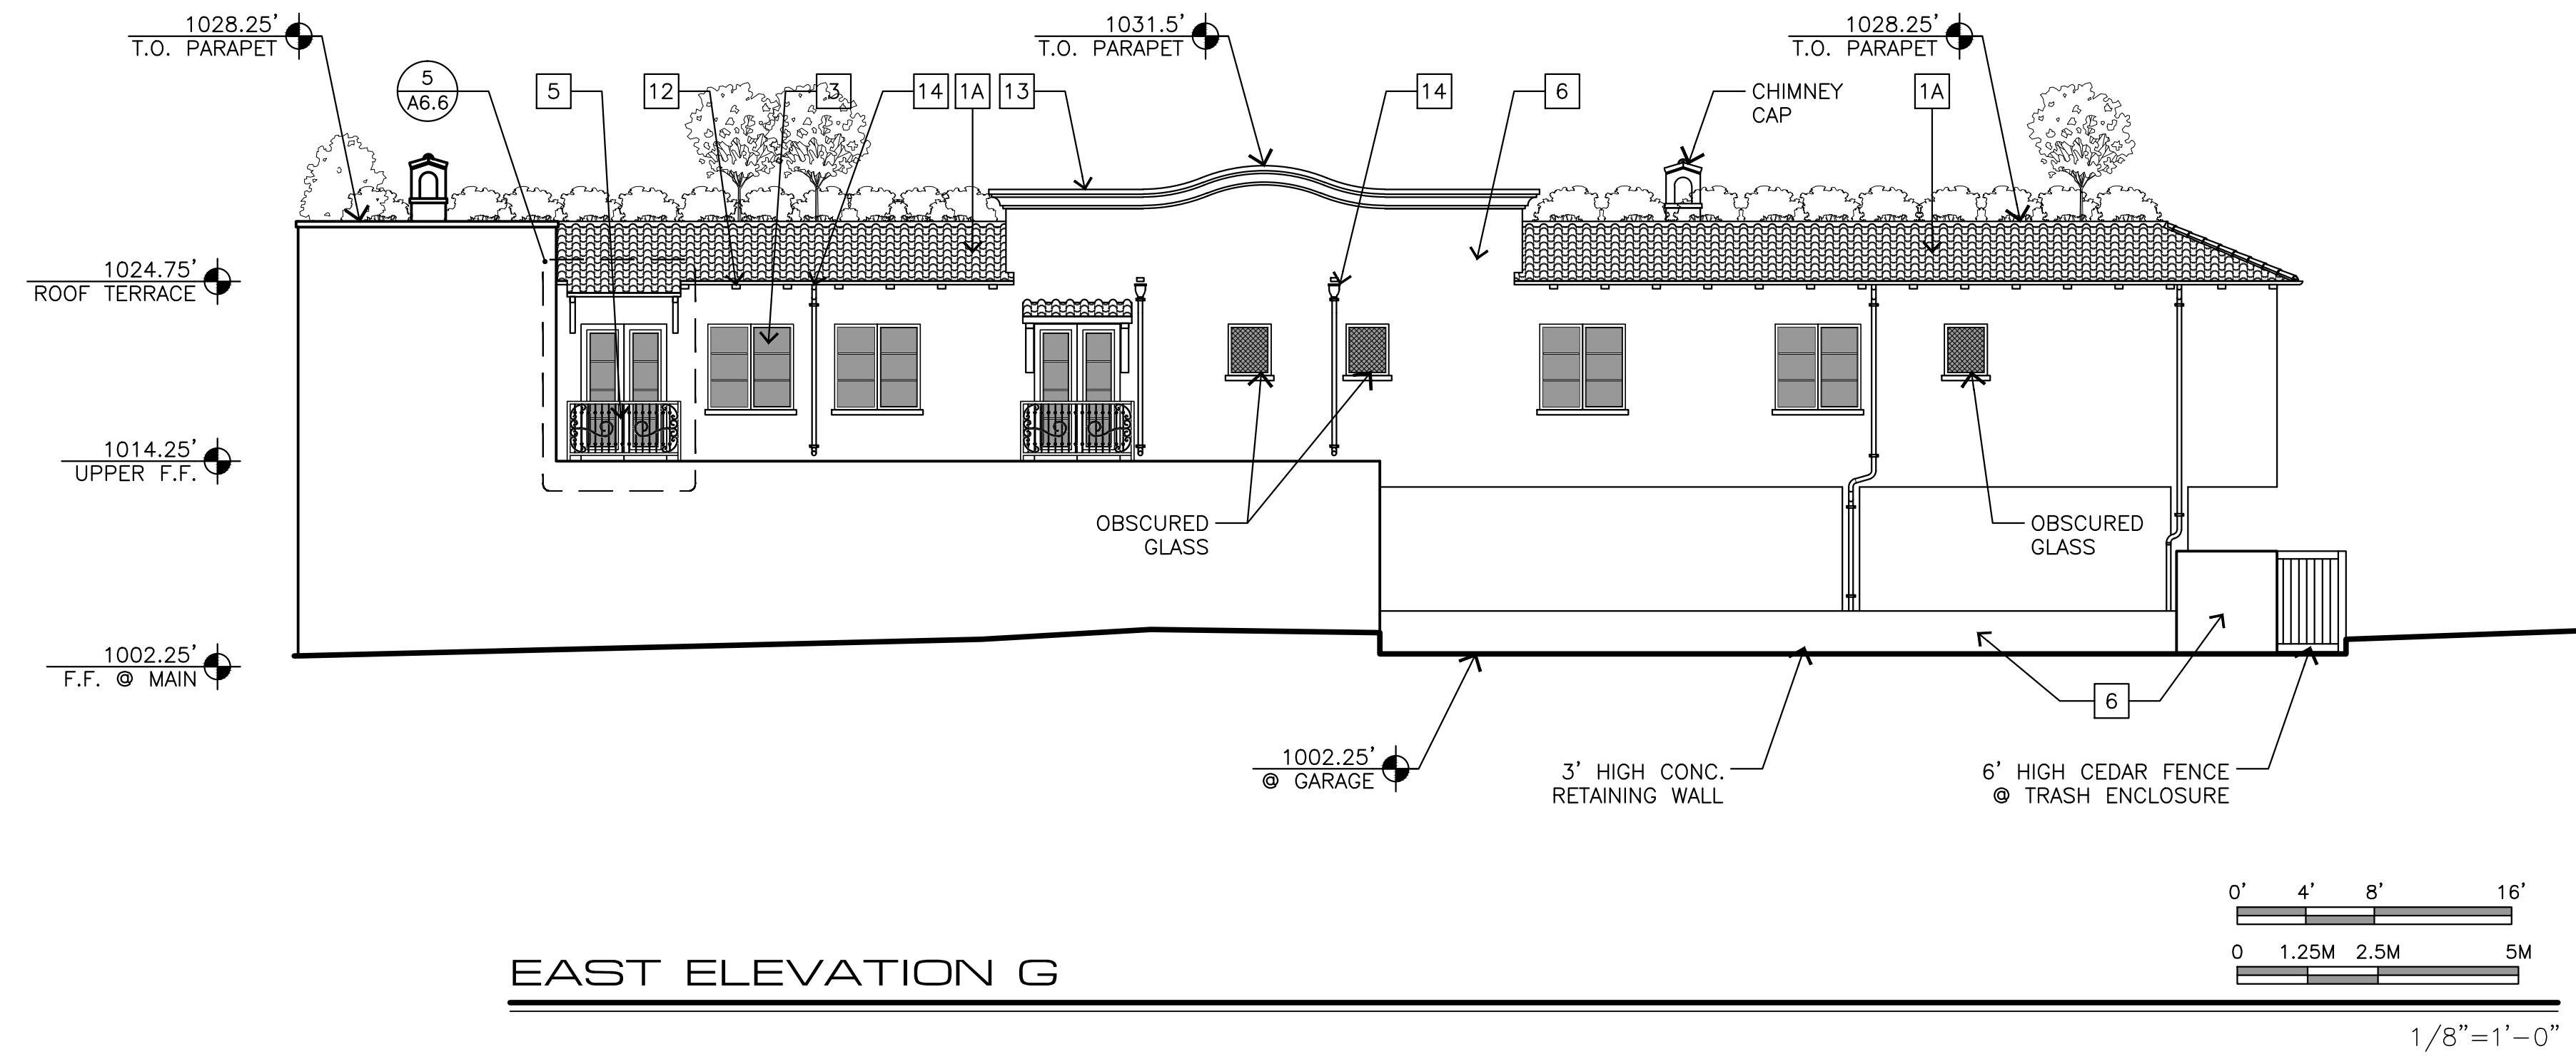 1028.25'
T.O. PARAPET
1031.5'
T.O. PARAPET
1028.25'
T.O. PARAPET
5
A6.6
5
12
3
14
1A
13
14
6
CHIMNEY
CAP
1A
1024.75'
ROOF TERRACE
1014.25'
UPPER F.F.
OBSCURED
GLASS
OBSCURED
GLASS
1002.25'
F.F. @ MAIN
6
1002.25'
@ GARAGE
3' HIGH CONC.
RETAINING WALL
6' HIGH CEDAR FENCE
@ TRASH ENCLOSURE
0' 4' 8' 16'
0 1.25M 2.5M 5M
EAST ELEVATION G
1/8"=1'-0"